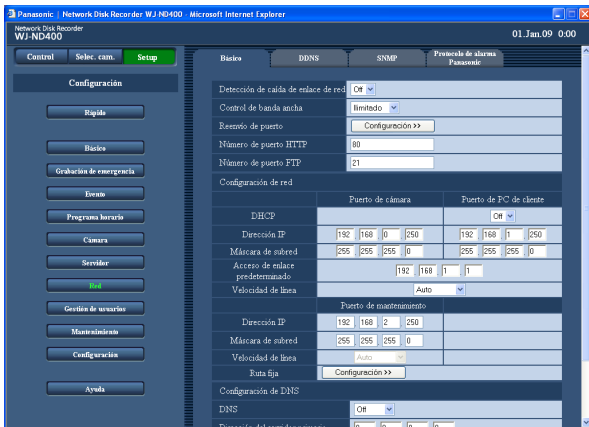 Panasonic | Network Disk Recorder WJ-ND400 - Microsoft Internet Explorer
Network Disk Recorder
WJ-ND400
01.Jan.09 0:00
Control Selec. cam. Setup
Configuración
Rápido
Básico
Grabación de emergencia
Evento
Programa horario
Cámara
Servidor
Red
Gestión de usuarios
Mantenimiento
Configuración
Ayuda
Básico DDNS SNMP Protocolo de alarma Panasonic
Detección de caída de enlace de red Off
Control de banda ancha Ilimitado
Reenvío de puerto Configuración >>
Número de puerto HTTP 80
Número de puerto FTP 21
Configuración de red
Puerto de cámara Puerto de PC de cliente
DHCP Off
Dirección IP 192 .168 .0 .250 192 .168 .1 .250
Máscara de subred 255 .255 .255 .0 255 .255 .255 .0
Acceso de enlace predeterminado 192 .168 .1 .1
Velocidad de línea Auto
Puerto de mantenimiento
Dirección IP 192 .168 .2 .250
Máscara de subred 255 .255 .255 .0
Velocidad de línea Auto
Ruta fija Configuración >>
Configuración de DNS
DNS Off